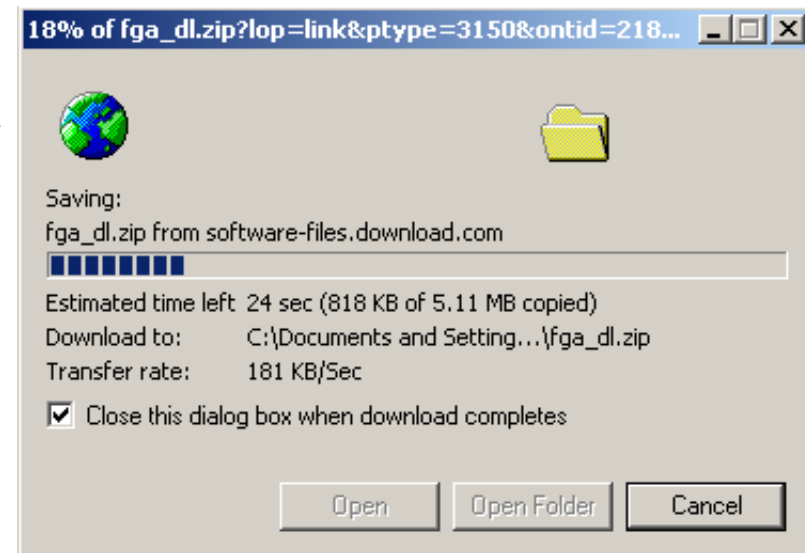 18% of fga_dl.zip?lop=link&ptype=3150&ontid=218...
Saving:
fga_dl.zip from software-files.download.com
Estimated time left 24 sec (818 KB of 5.11 MB copied)
Download to: C:\Documents and Setting...\fga_dl.zip
Transfer rate: 181 KB/Sec
Close this dialog box when download completes
Open Open Folder Cancel